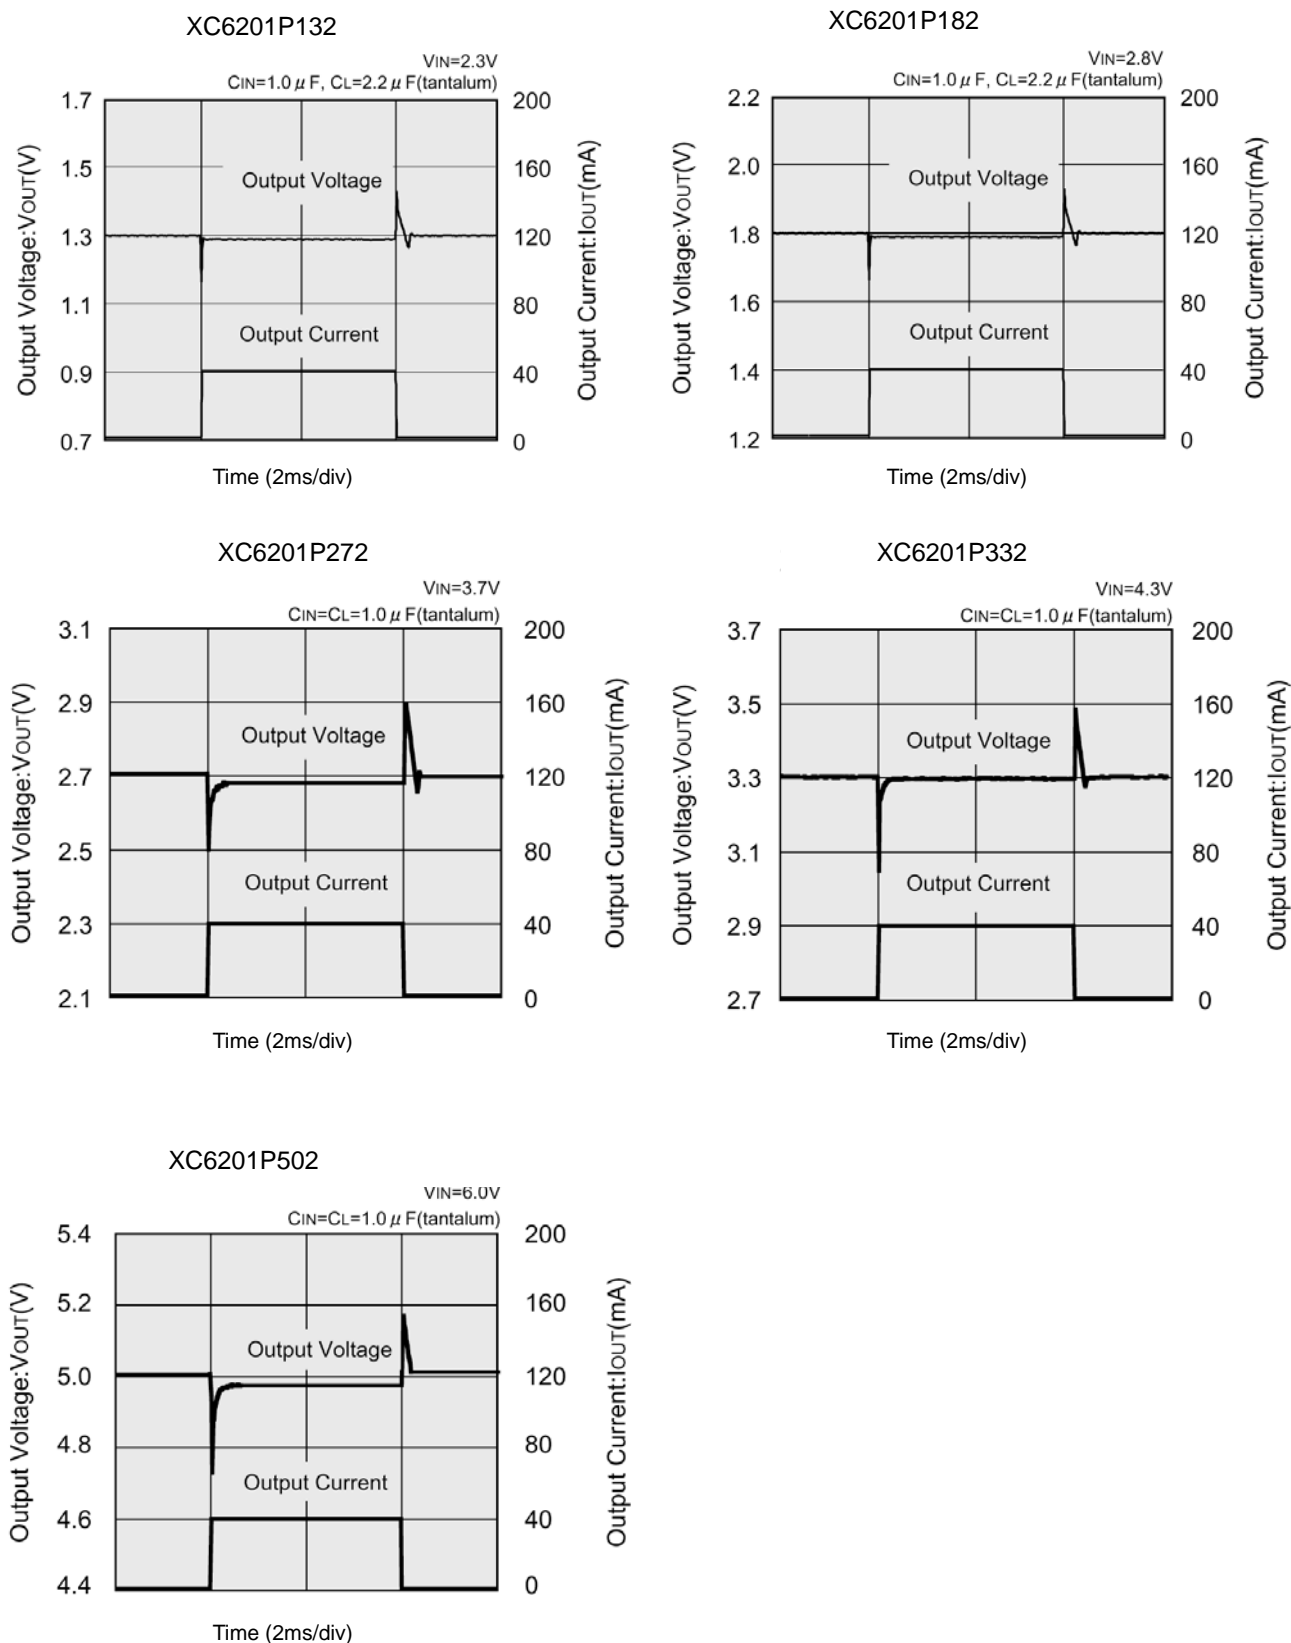 XC6201P132
VIN=2.3V
CIN=1.0 μ F, CL=2.2 μ F(tantalum)
Output Voltage:VOUT(V)
1.7
1.5
1.3
1.1
0.9
0.7
Output Voltage
Output Current
200
160
120
80
40
0
Output Current:IOUT(mA)
Time (2ms/div)
XC6201P182
VIN=2.8V
CIN=1.0 μ F, CL=2.2 μ F(tantalum)
Output Voltage:VOUT(V)
2.2
2.0
1.8
1.6
1.4
1.2
Output Voltage
Output Current
200
160
120
80
40
0
Output Current:IOUT(mA)
Time (2ms/div)
XC6201P272
VIN=3.7V
CIN=CL=1.0 μ F(tantalum)
Output Voltage:VOUT(V)
3.1
2.9
2.7
2.5
2.3
2.1
Output Voltage
Output Current
200
160
120
80
40
0
Output Current:IOUT(mA)
Time (2ms/div)
XC6201P332
VIN=4.3V
CIN=CL=1.0 μ F(tantalum)
Output Voltage:VOUT(V)
3.7
3.5
3.3
3.1
2.9
2.7
Output Voltage
Output Current
200
160
120
80
40
0
Output Current:IOUT(mA)
Time (2ms/div)
XC6201P502
VIN=6.0V
CIN=CL=1.0 μ F(tantalum)
Output Voltage:VOUT(V)
5.4
5.2
5.0
4.8
4.6
4.4
Output Voltage
Output Current
200
160
120
80
40
0
Output Current:IOUT(mA)
Time (2ms/div)